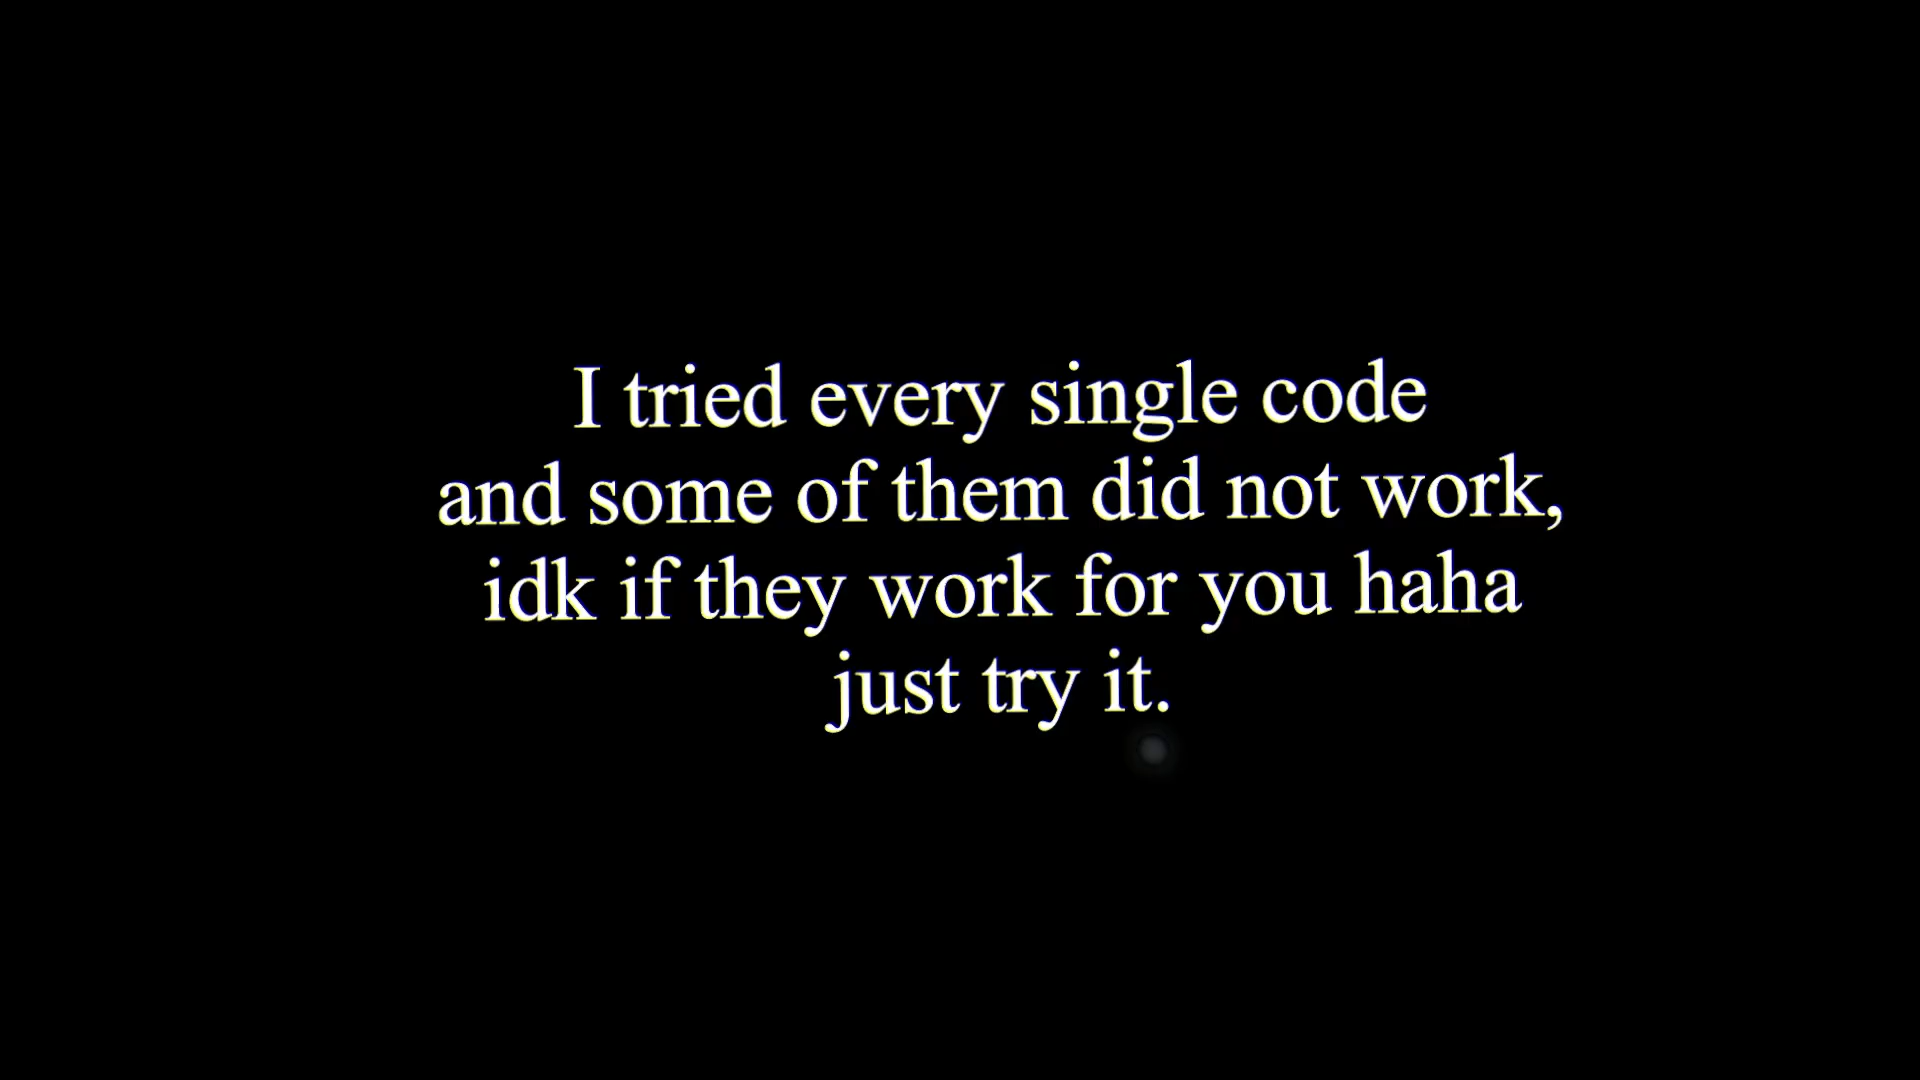 I tried every single code
and some of them did not work,
idk if they work for you haha
just try it.